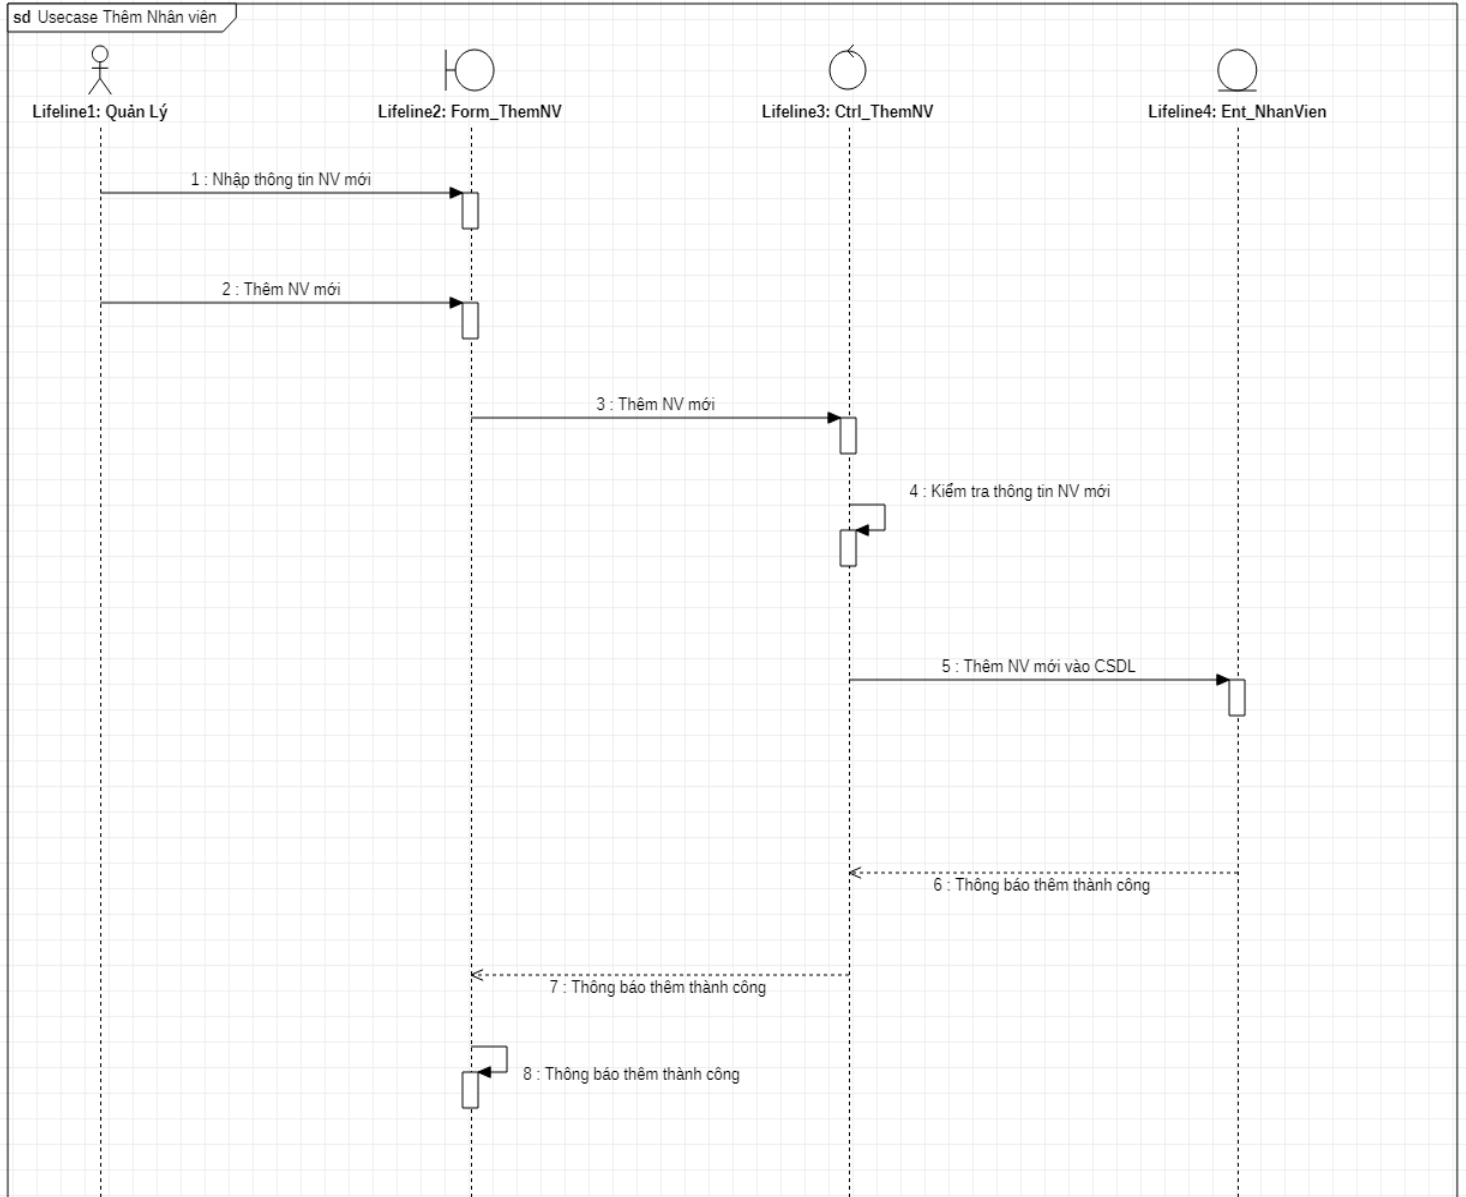 sd Usecase Thêm Nhân viên
Lifeline1: Quản Lý
Lifeline2: Form_ThemNV
Lifeline3: Ctrl_ThemNV
Lifeline4: Ent_NhanVien
1 : Nhập thông tin NV mới
2 : Thêm NV mới
3 : Thêm NV mới
4 : Kiểm tra thông tin NV mới
5 : Thêm NV mới vào CSDL
6 : Thông báo thêm thành công
7 : Thông báo thêm thành công
8 : Thông báo thêm thành công